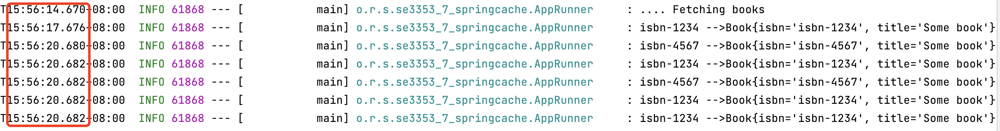 T15:56:14.670-08:00  INFO 61868 --- [           main] o.r.s.se3353_7_springcache.AppRunner     : .... Fetching books
T15:56:17.676-08:00  INFO 61868 --- [           main] o.r.s.se3353_7_springcache.AppRunner     : isbn-1234 -->Book{isbn='isbn-1234', title='Some book'}
T15:56:20.680-08:00  INFO 61868 --- [           main] o.r.s.se3353_7_springcache.AppRunner     : isbn-4567 -->Book{isbn='isbn-4567', title='Some book'}
T15:56:20.682-08:00  INFO 61868 --- [           main] o.r.s.se3353_7_springcache.AppRunner     : isbn-1234 -->Book{isbn='isbn-1234', title='Some book'}
T15:56:20.682-08:00  INFO 61868 --- [           main] o.r.s.se3353_7_springcache.AppRunner     : isbn-4567 -->Book{isbn='isbn-4567', title='Some book'}
T15:56:20.682-08:00  INFO 61868 --- [           main] o.r.s.se3353_7_springcache.AppRunner     : isbn-1234 -->Book{isbn='isbn-1234', title='Some book'}
T15:56:20.682-08:00  INFO 61868 --- [           main] o.r.s.se3353_7_springcache.AppRunner     : isbn-1234 -->Book{isbn='isbn-1234', title='Some book'}